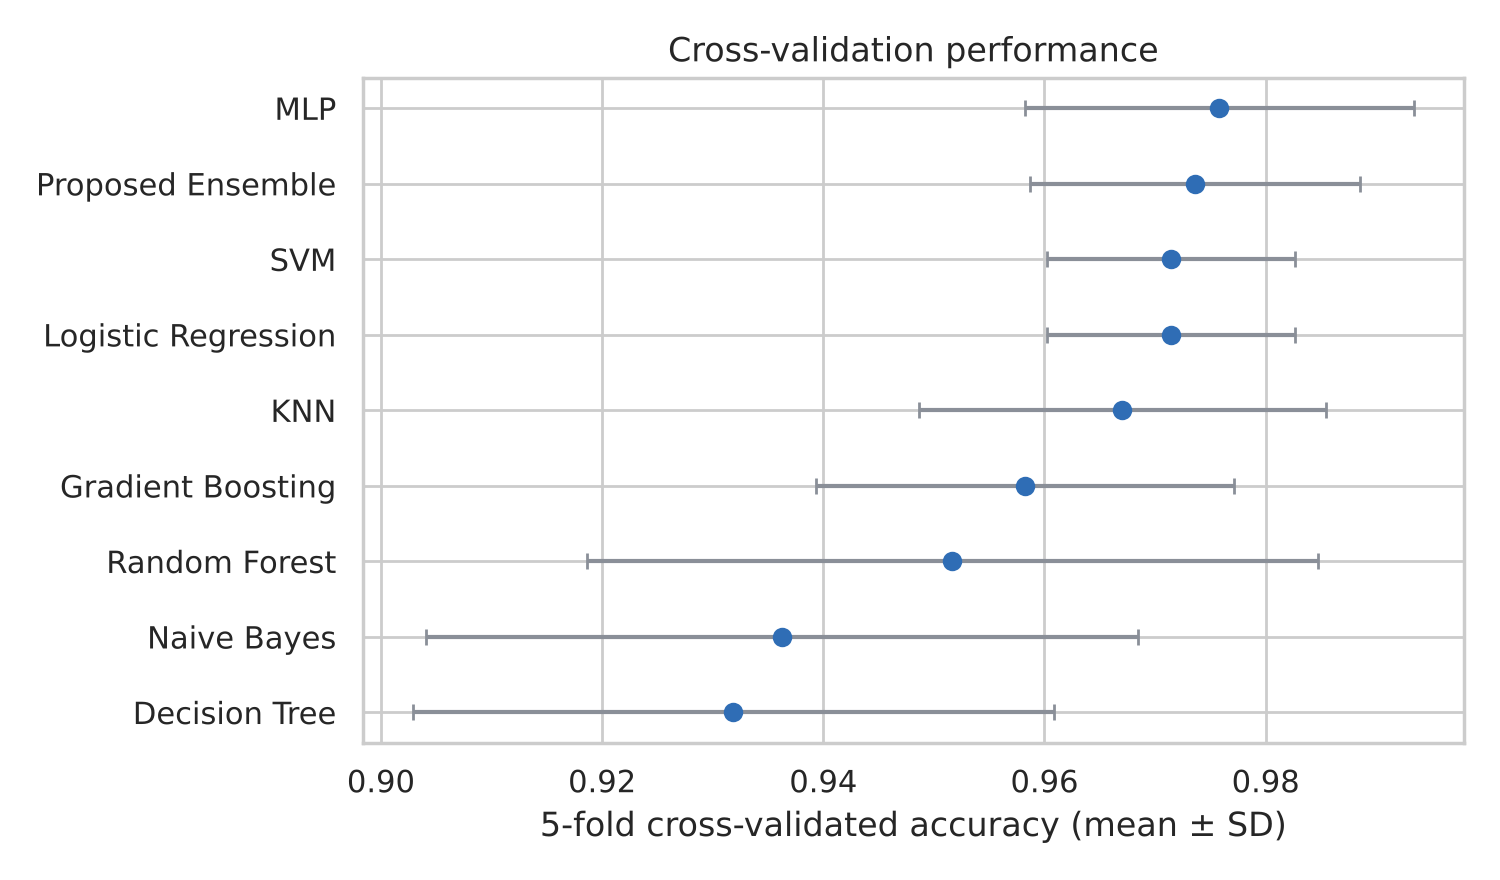 Cross-validation performance
MLP
Proposed Ensemble
SVM
Logistic Regression
KNN
Gradient Boosting
Random Forest
Naive Bayes
Decision Tree
0.90 0.92 0.94 0.96 0.98
5-fold cross-validated accuracy (mean ± SD)